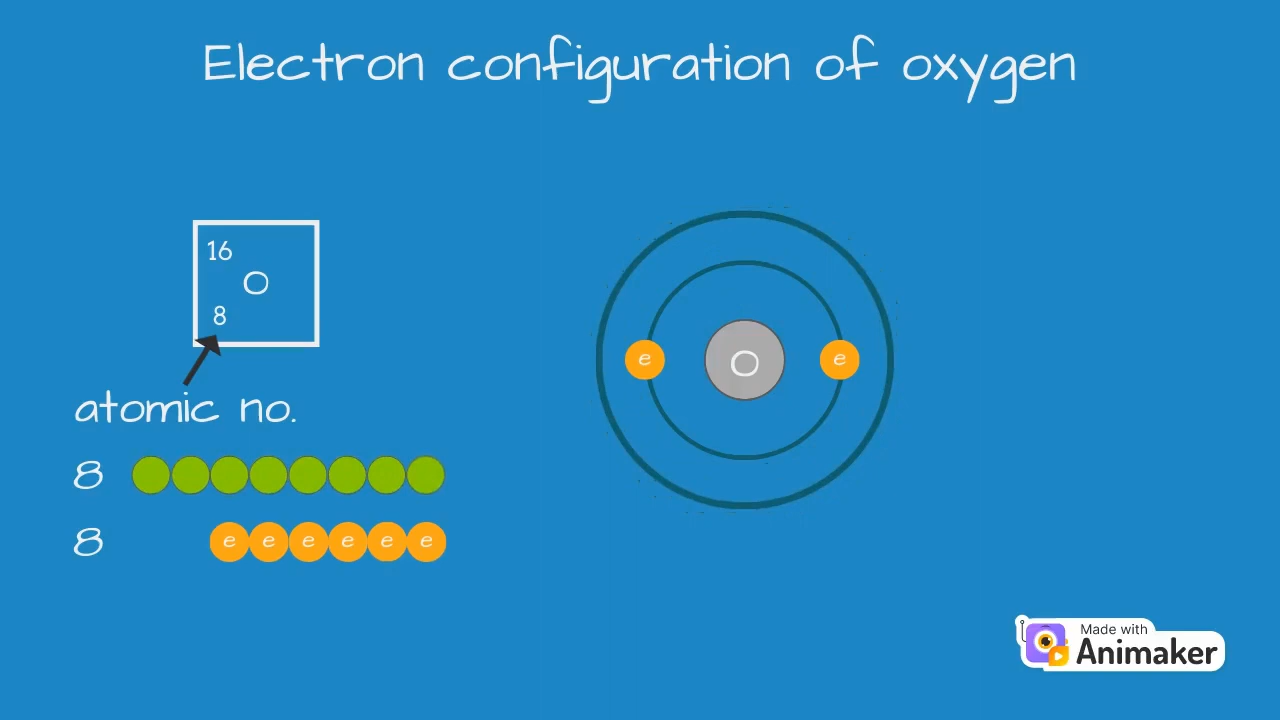 Electron configuration of oxygen
16
O
8
atomic no.
8
8 e e e e e e
e O e
Made with
Animaker